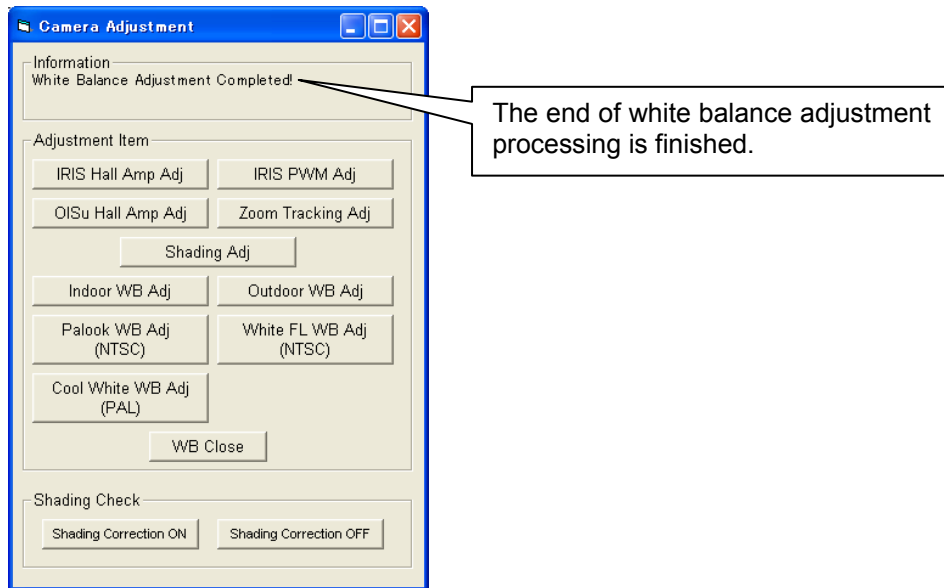 Camera Adjustment
Information
White Balance Adjustment Completed!
The end of white balance adjustment
processing is finished.
Adjustment Item
IRIS Hall Amp Adj
IRIS PWM Adj
OISu Hall Amp Adj
Zoom Tracking Adj
Shading Adj
Indoor WB Adj
Outdoor WB Adj
Palook WB Adj
(NTSC)
White FL WB Adj
(NTSC)
Cool White WB Adj
(PAL)
WB Close
Shading Check
Shading Correction ON
Shading Correction OFF